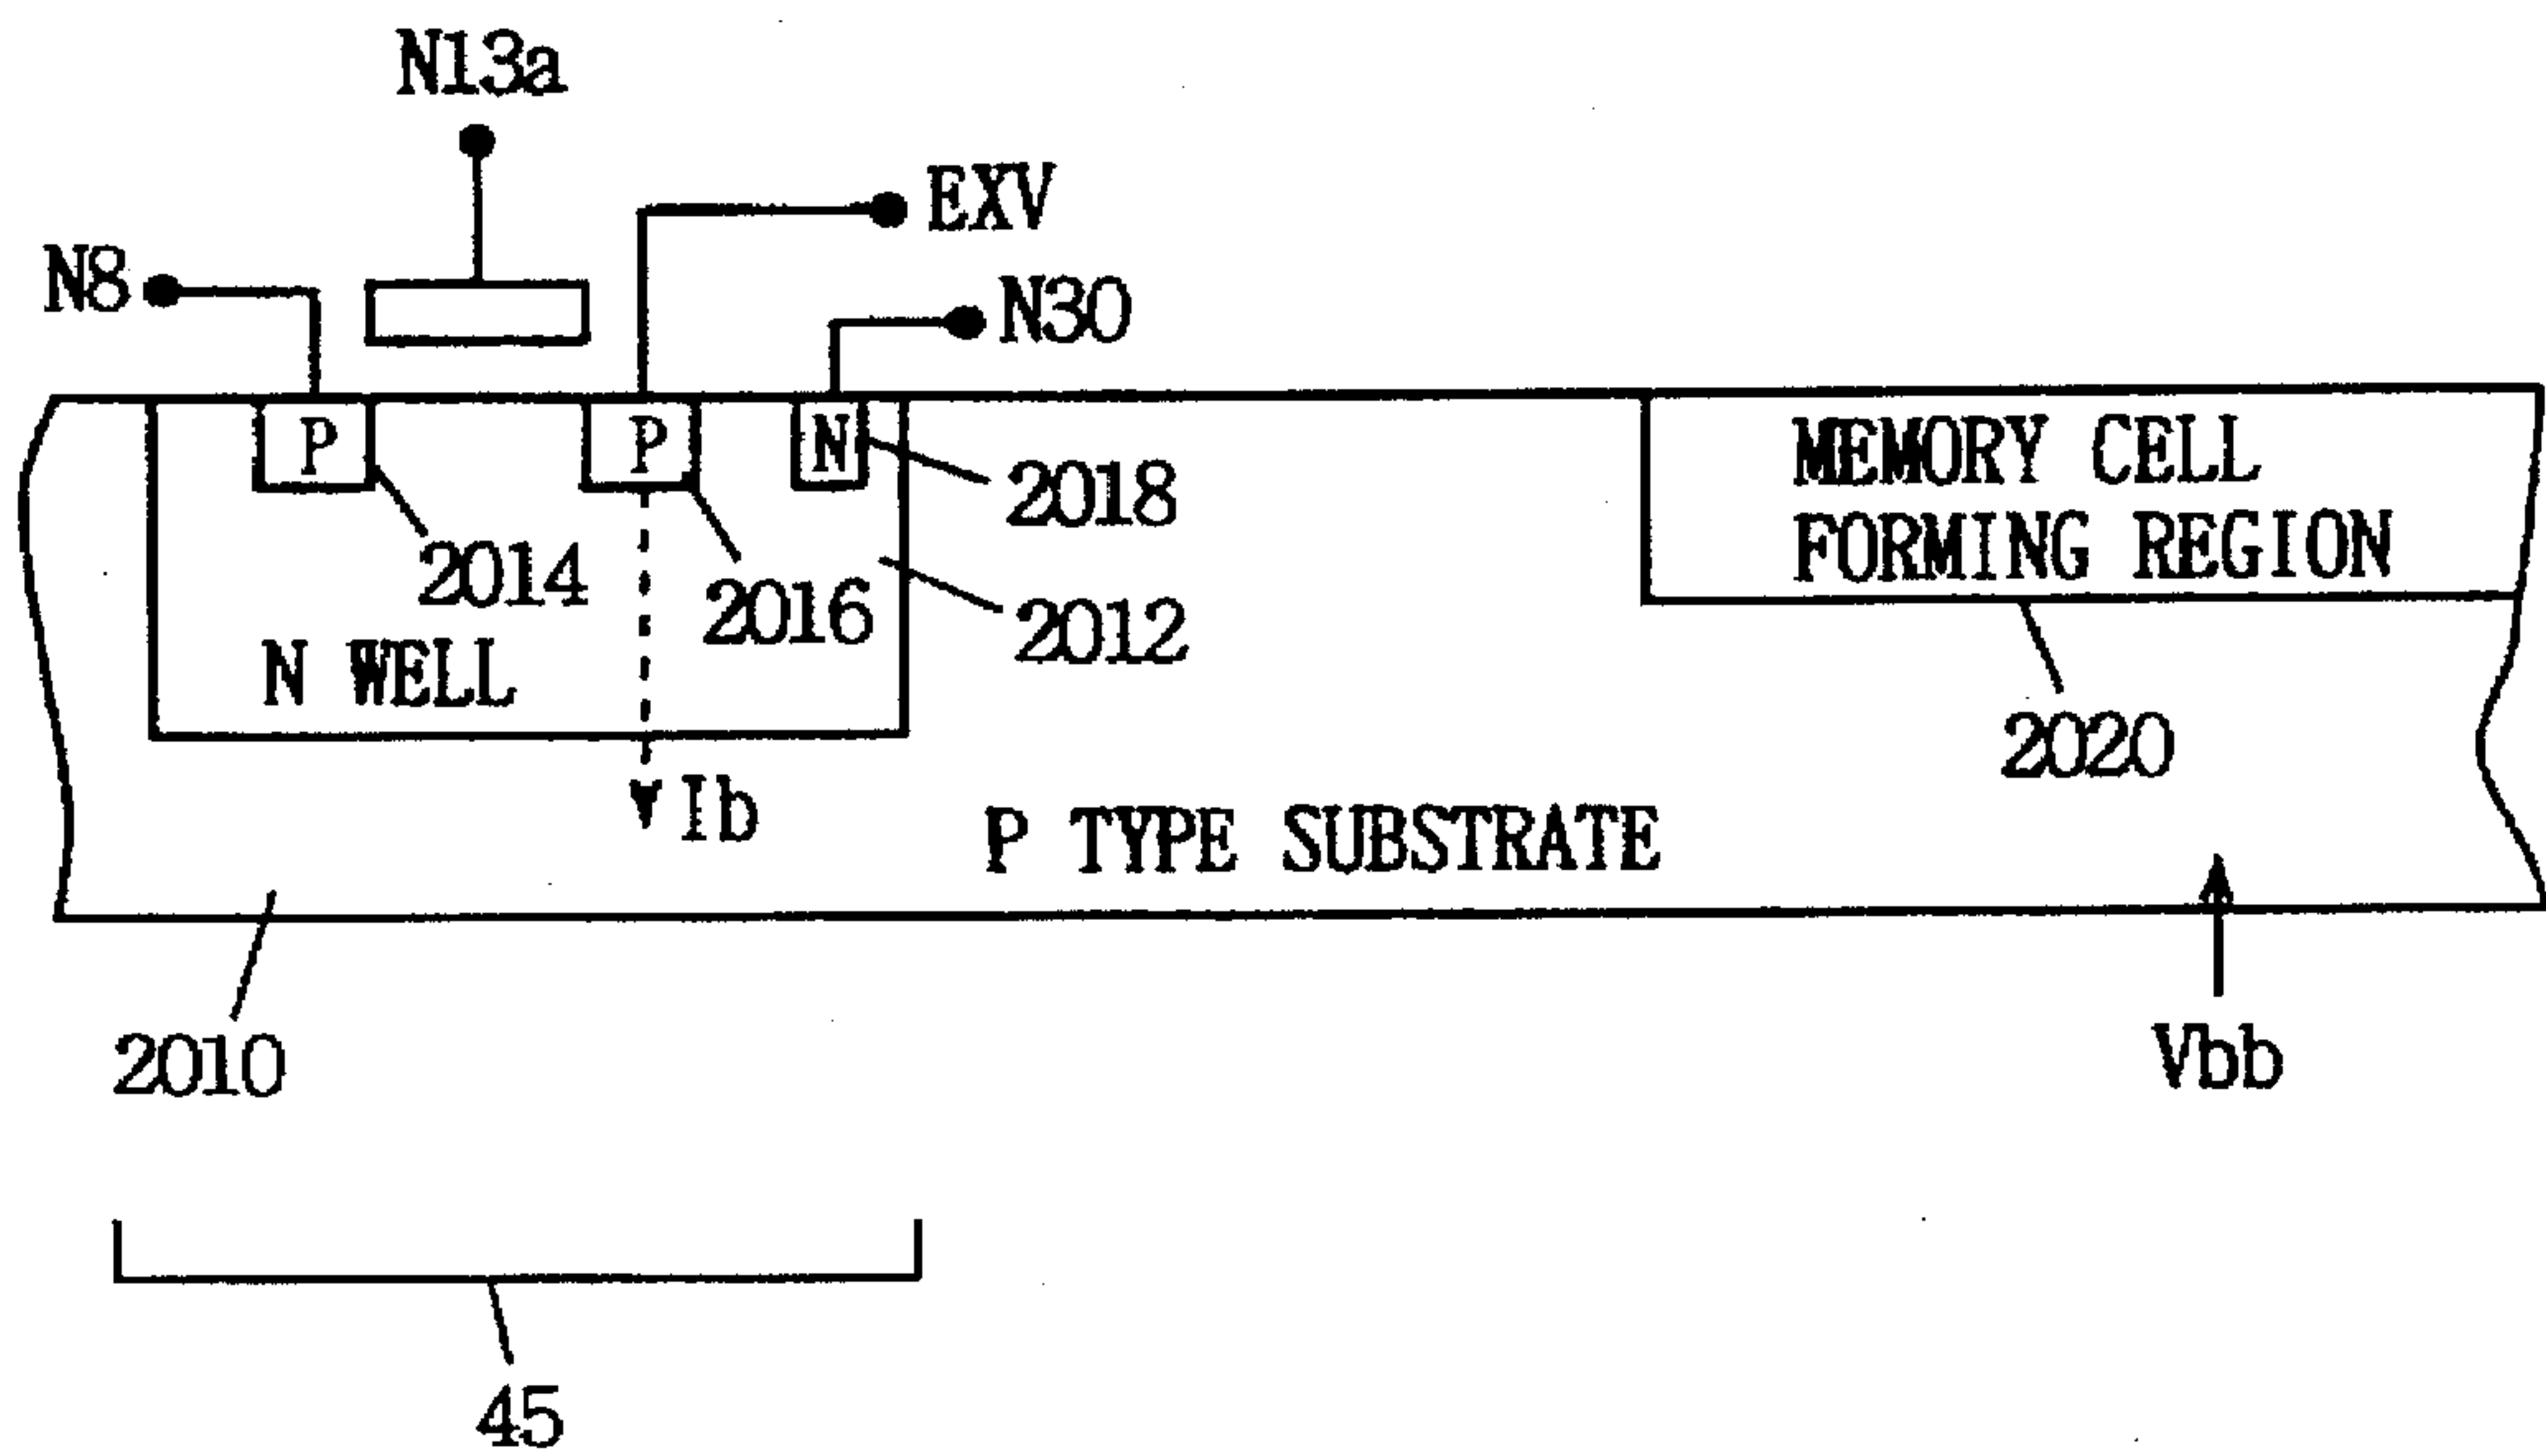 N13a
EXV
N8
N30
P
P
N
MEMORY CELL
FORMING REGION
2018
2014
2016
2012
N WELL
2020
Ib
P TYPE SUBSTRATE
2010
Vbb
45